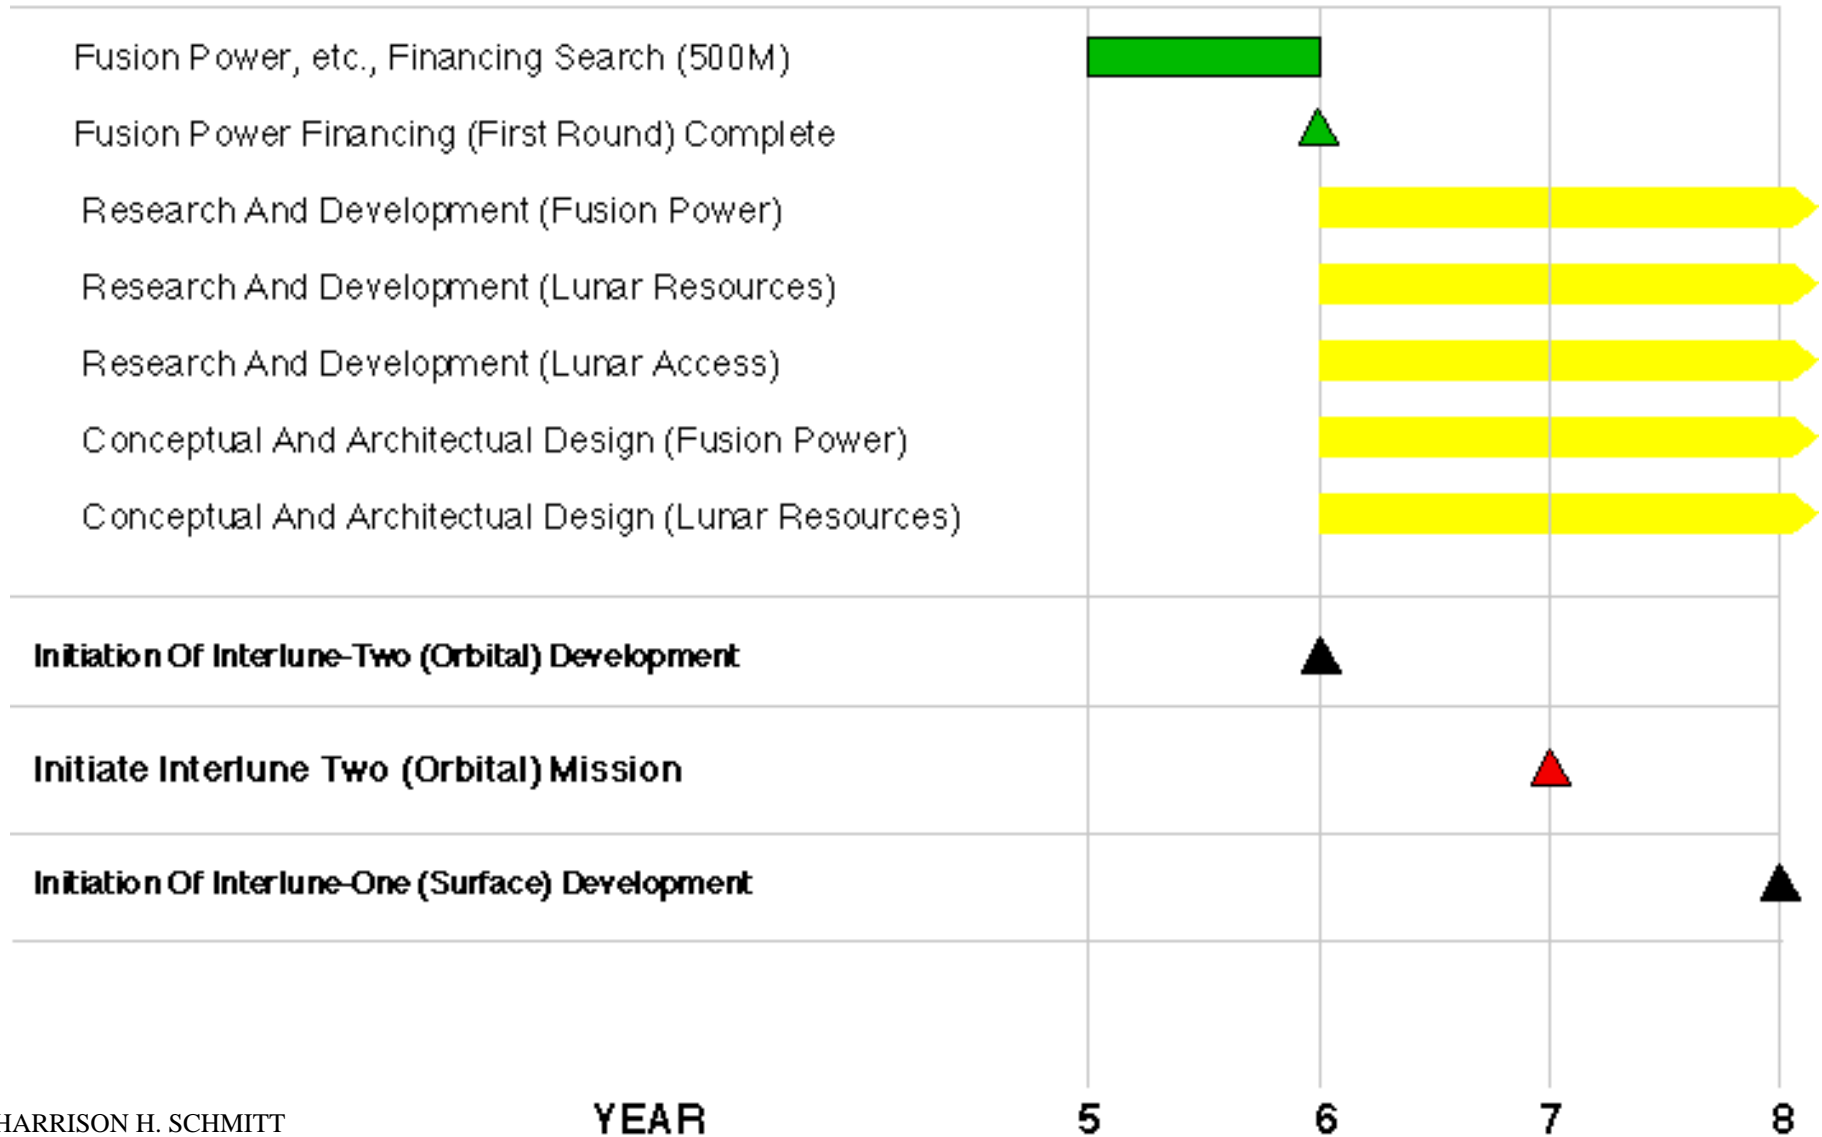 Fusion Power, etc., Financing Search (500M)
Fusion Power Financing (First Round) Complete
Research And Development (Fusion Power)
Research And Development (Lunar Resources)
Research And Development (Lunar Access)
Conceptual And Architectual Design (Fusion Power)
Conceptual And Architectual Design (Lunar Resources)
Initiation Of Interlune-Two (Orbital) Development
Initiate Interlune Two (Orbital) Mission
Initiation Of Interlune-One (Surface) Development
HARRISON H. SCHMITT YEAR 5 6 7 8